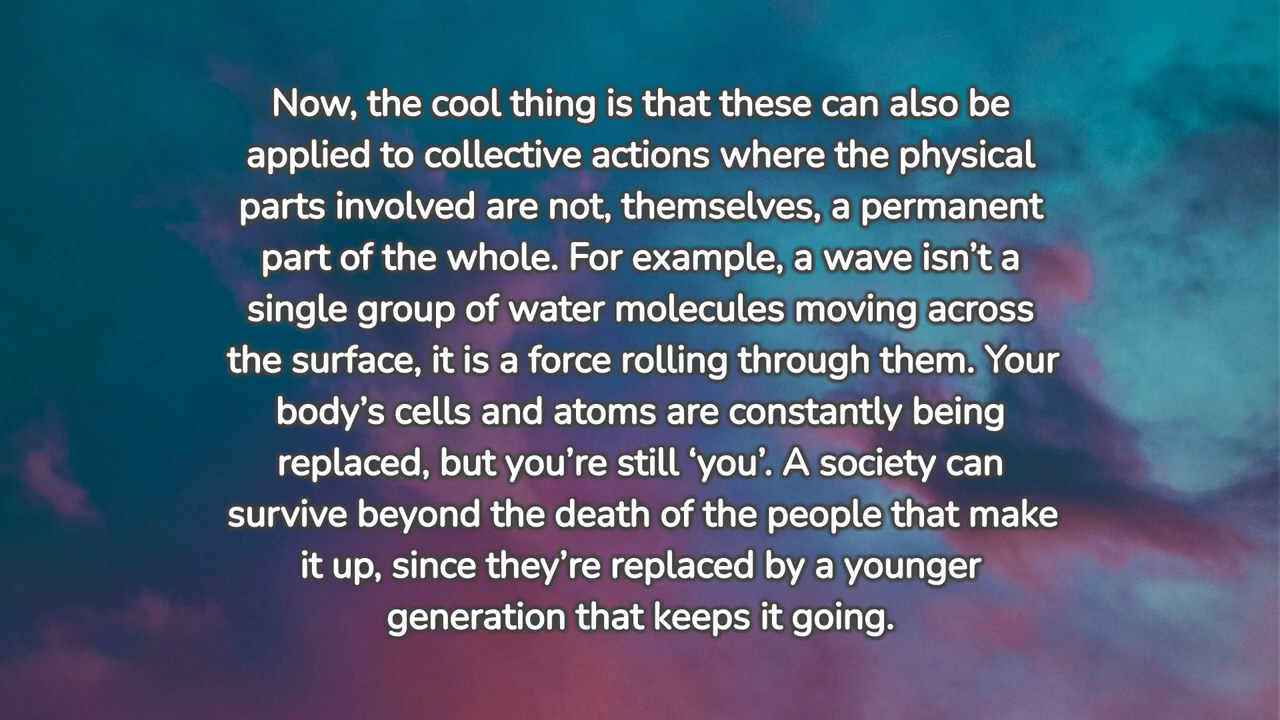 Now, the cool thing is that these can also be
applied to collective actions where the physical
parts involved are not, themselves, a permanent
part of the whole. For example, a wave isn’t a
single group of water molecules moving across
the surface, it is a force rolling through them. Your
body’s cells and atoms are constantly being
replaced, but you’re still ‘you’. A society can
survive beyond the death of the people that make
it up, since they’re replaced by a younger
generation that keeps it going.